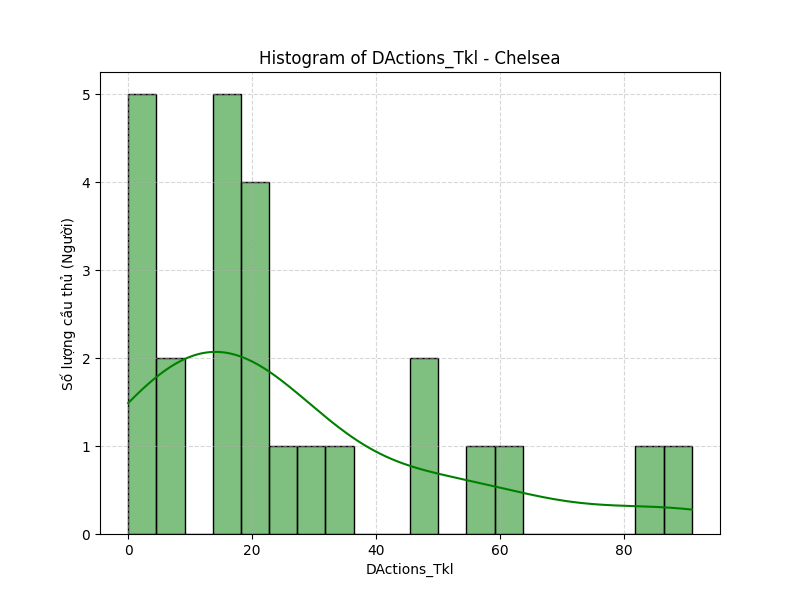 Histogram of DActions_Tkl - Chelsea
Số lượng cầu thủ (Người)
5
4
3
2
1
0
0 20 40 60 80
DActions_Tkl